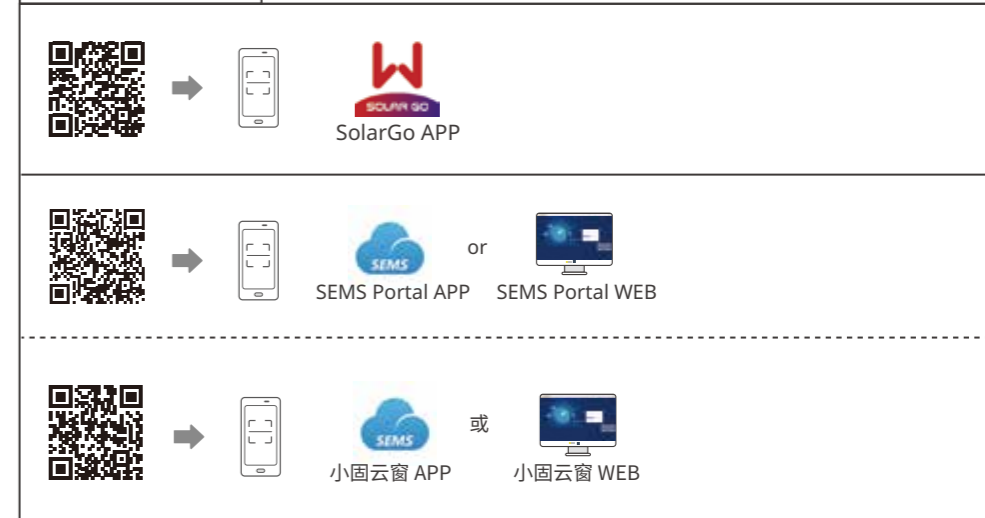 SOLAR GO
SolarGo APP
SEMS
or
SEMS Portal APP
SEMS Portal WEB
SEMS
或
小固云窗 APP
小固云窗 WEB